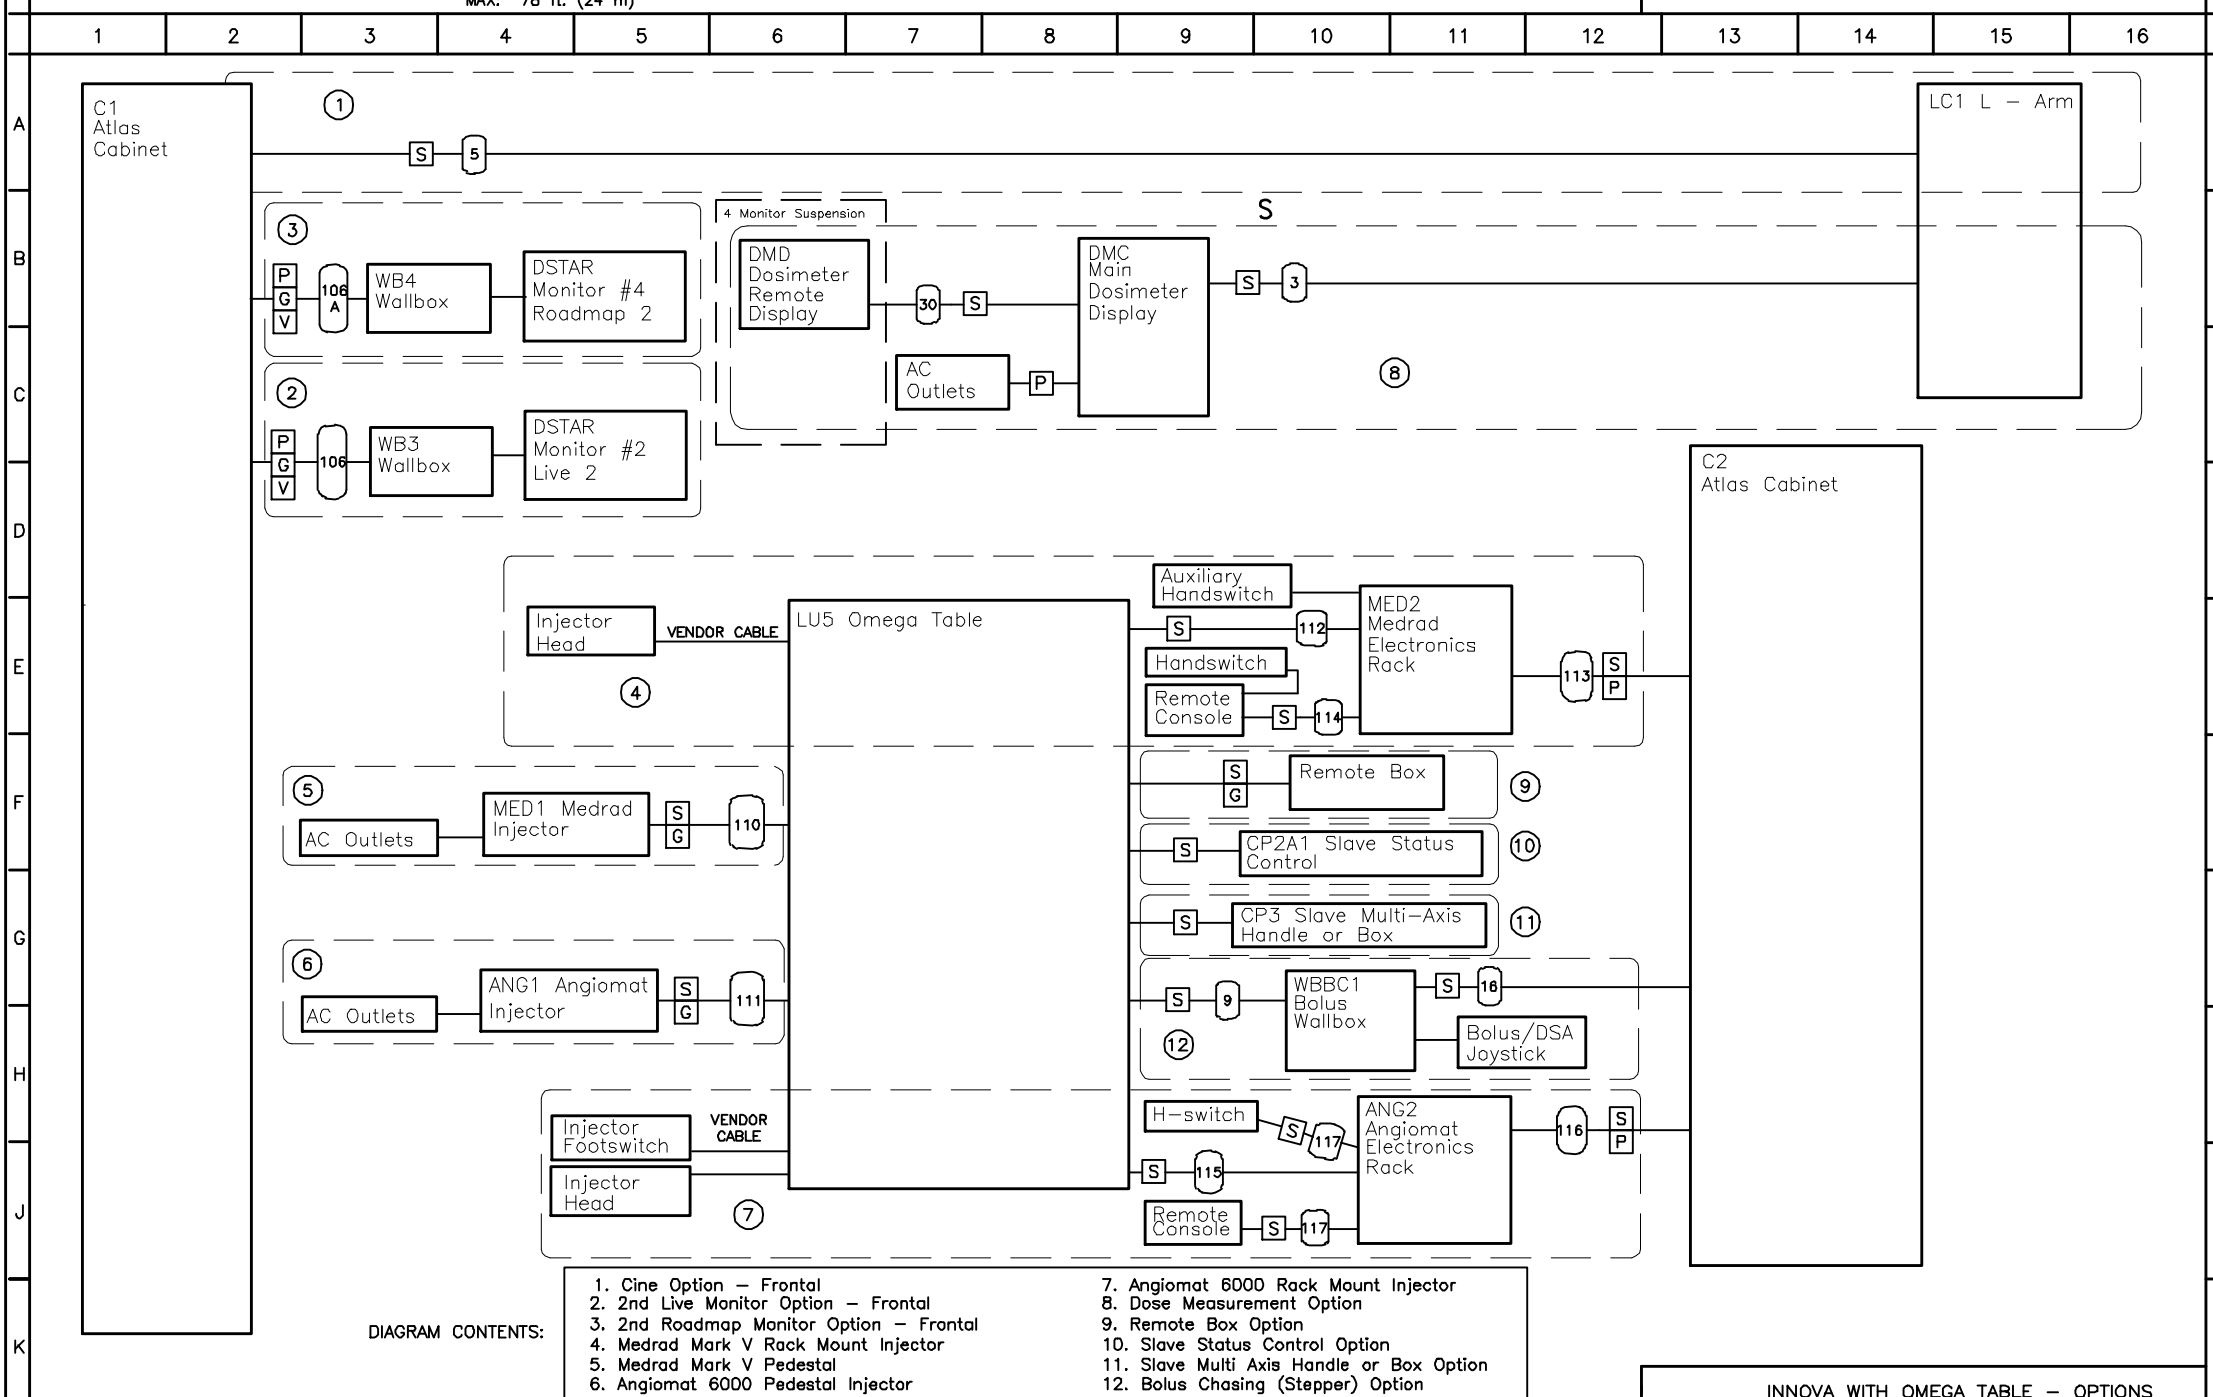 MAX. 78 ft. (24 m)
1 2 3 4 5 6 7 8 9 10 11 12 13 14 15 16
A
B
C
D
E
F
G
H
J
K
C1
Atlas
Cabinet
1
S
5
LC1 L - Arm
3
P
G
V
106
A
WB4
Wallbox
DSTAR
Monitor #4
Roadmap 2
4 Monitor Suspension
DMD
Dosimeter
Remote
Display
30
S
DMC
Main
Dosimeter
Display
S
S
3
AC
Outlets
P
8
2
P
G
V
106
WB3
Wallbox
DSTAR
Monitor #2
Live 2
C2
Atlas Cabinet
Injector
Head
VENDOR CABLE
4
LU5 Omega Table
Auxiliary
Handswitch
S
112
Handswitch
Remote
Console
S
114
MED2
Medrad
Electronics
Rack
113
S
P
5
AC Outlets
MED1 Medrad
Injector
S
G
110
S
G
Remote Box
9
S
CP2A1 Slave Status
Control
10
S
CP3 Slave Multi-Axis
Handle or Box
11
6
AC Outlets
ANG1 Angiomat
Injector
S
G
111
S
9
WBBC1
Bolus
Wallbox
S
16
Bolus/DSA
Joystick
12
Injector
Footswitch
VENDOR
CABLE
Injector
Head
7
H-switch
S
117
S
115
Remote
Console
S
117
ANG2
Angiomat
Electronics
Rack
116
S
P
DIAGRAM CONTENTS:
1. Cine Option - Frontal
2. 2nd Live Monitor Option - Frontal
3. 2nd Roadmap Monitor Option - Frontal
4. Medrad Mark V Rack Mount Injector
5. Medrad Mark V Pedestal
6. Angiomat 6000 Pedestal Injector
7. Angiomat 6000 Rack Mount Injector
8. Dose Measurement Option
9. Remote Box Option
10. Slave Status Control Option
11. Slave Multi Axis Handle or Box Option
12. Bolus Chasing (Stepper) Option
INNOVA WITH OMEGA TABLE - OPTIONS